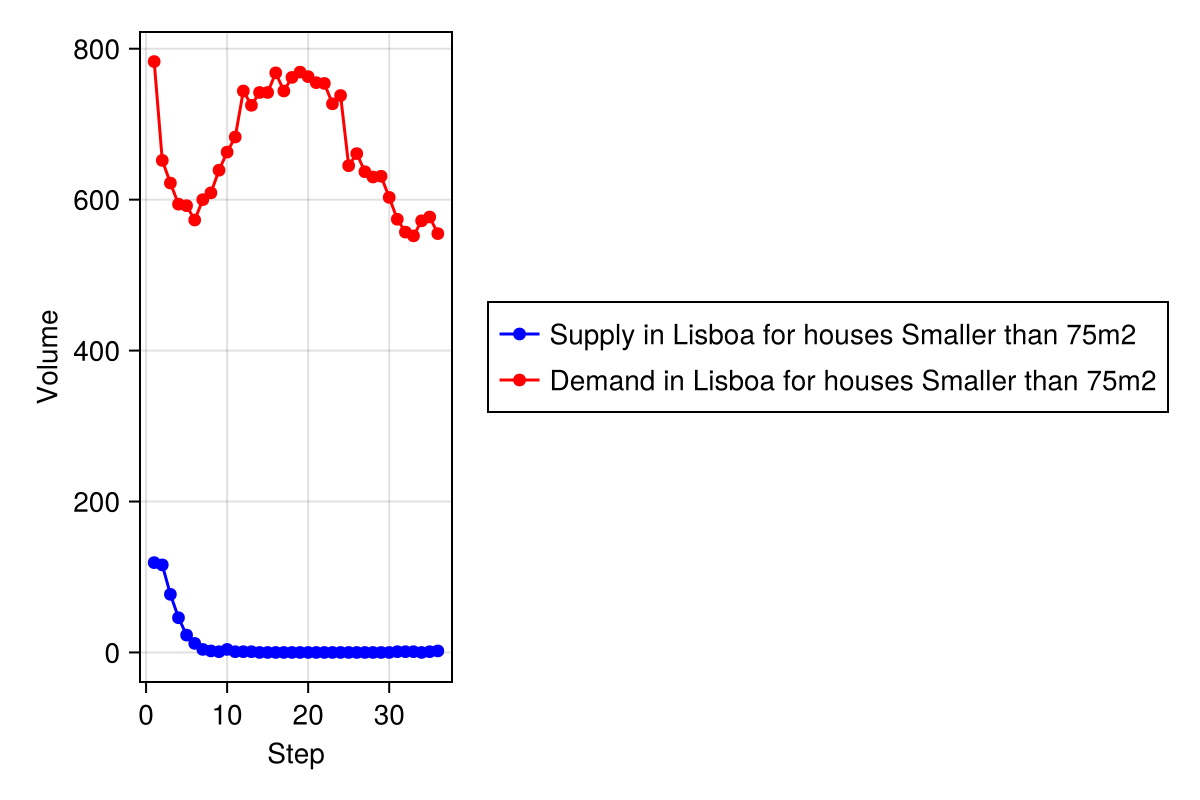 800
600
400
200
0
Volume
0 10 20 30
Step
Supply in Lisboa for houses Smaller than 75m2
Demand in Lisboa for houses Smaller than 75m2